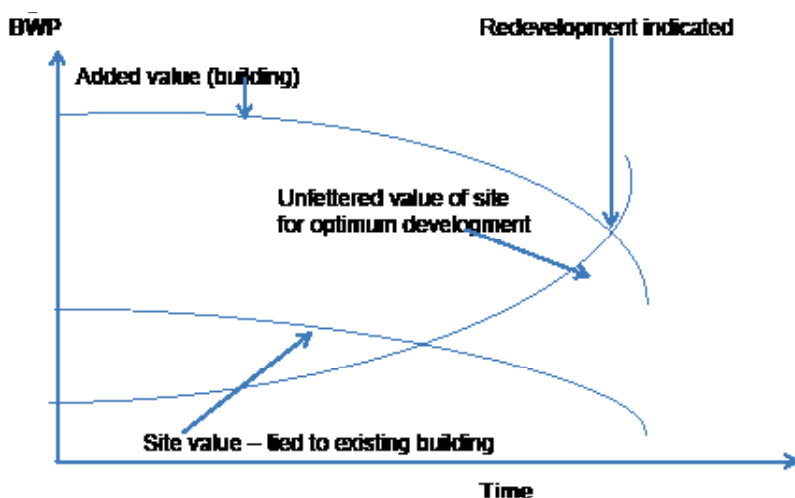 BWP
Redevelopment indicated
Added value (building)
Unfettered value of site
for optimum development
Site value – tied to existing building
Time